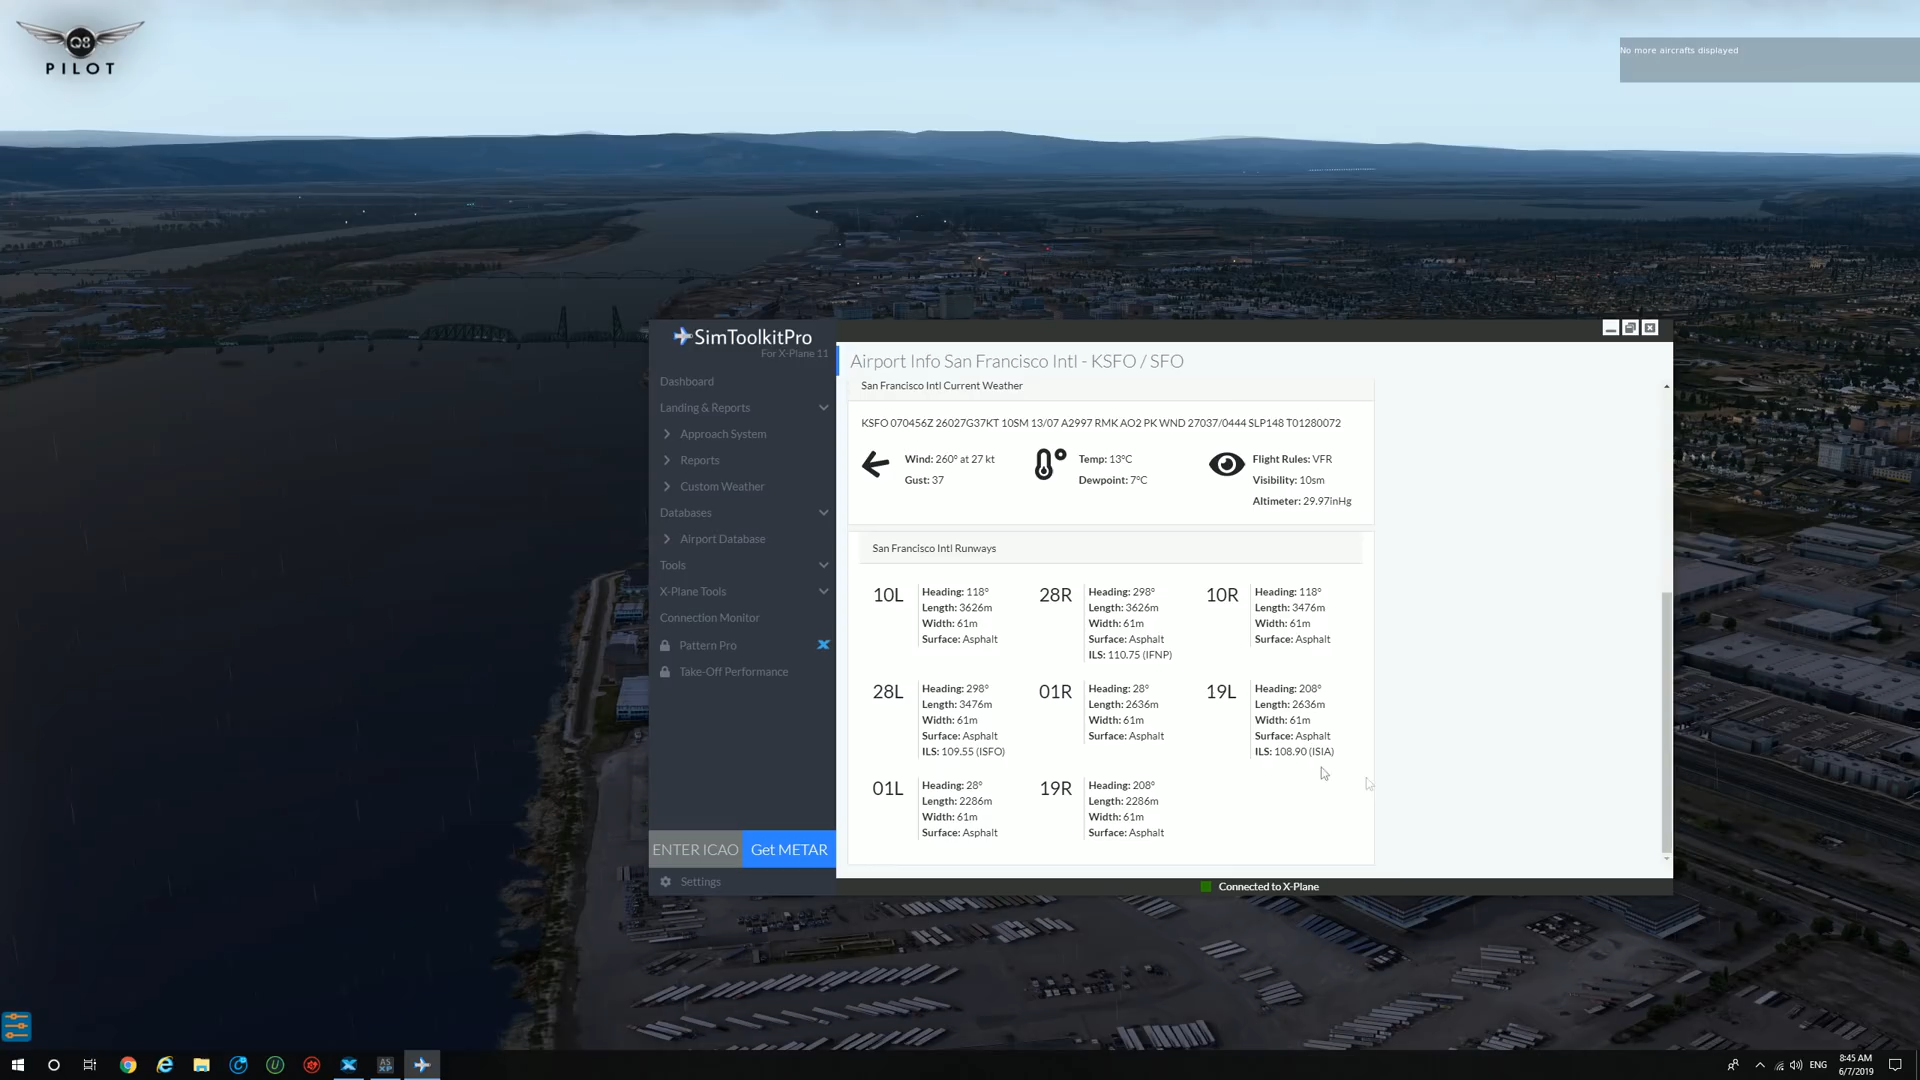 Q8
PILOT
No more aircrafts displayed
SimToolkitPro
For X-Plane 11
Dashboard
Landing & Reports
Approach System
Reports
Custom Weather
Databases
Airport Database
Tools
X-Plane Tools
Connection Monitor
Pattern Pro
Take-Off Performance
ENTER ICAO
Get METAR
Settings
Airport Info San Francisco Intl - KSFO / SFO
San Francisco Intl Current Weather
KSFO 070456Z 26027G37KT 10SM 13/07 A2997 RMK AO2 PK WND 27037/0444 SLP148 T01280072
Wind: 260° at 27 kt
Gust: 37
Temp: 13°C
Dewpoint: 7°C
Flight Rules: VFR
Visibility: 10sm
Altimeter: 29.97inHg
San Francisco Intl Runways
10L
Heading: 118°
Length: 3626m
Width: 61m
Surface: Asphalt
28R
Heading: 298°
Length: 3626m
Width: 61m
Surface: Asphalt
ILS: 110.75 (IFNP)
10R
Heading: 118°
Length: 3476m
Width: 61m
Surface: Asphalt
28L
Heading: 298°
Length: 3476m
Width: 61m
Surface: Asphalt
ILS: 109.55 (ISFO)
01R
Heading: 28°
Length: 2636m
Width: 61m
Surface: Asphalt
19L
Heading: 208°
Length: 2636m
Width: 61m
Surface: Asphalt
ILS: 108.90 (ISIA)
01L
Heading: 28°
Length: 2286m
Width: 61m
Surface: Asphalt
19R
Heading: 208°
Length: 2286m
Width: 61m
Surface: Asphalt
Connected to X-Plane
AS
XP
ENG
8:45 AM
6/7/2019